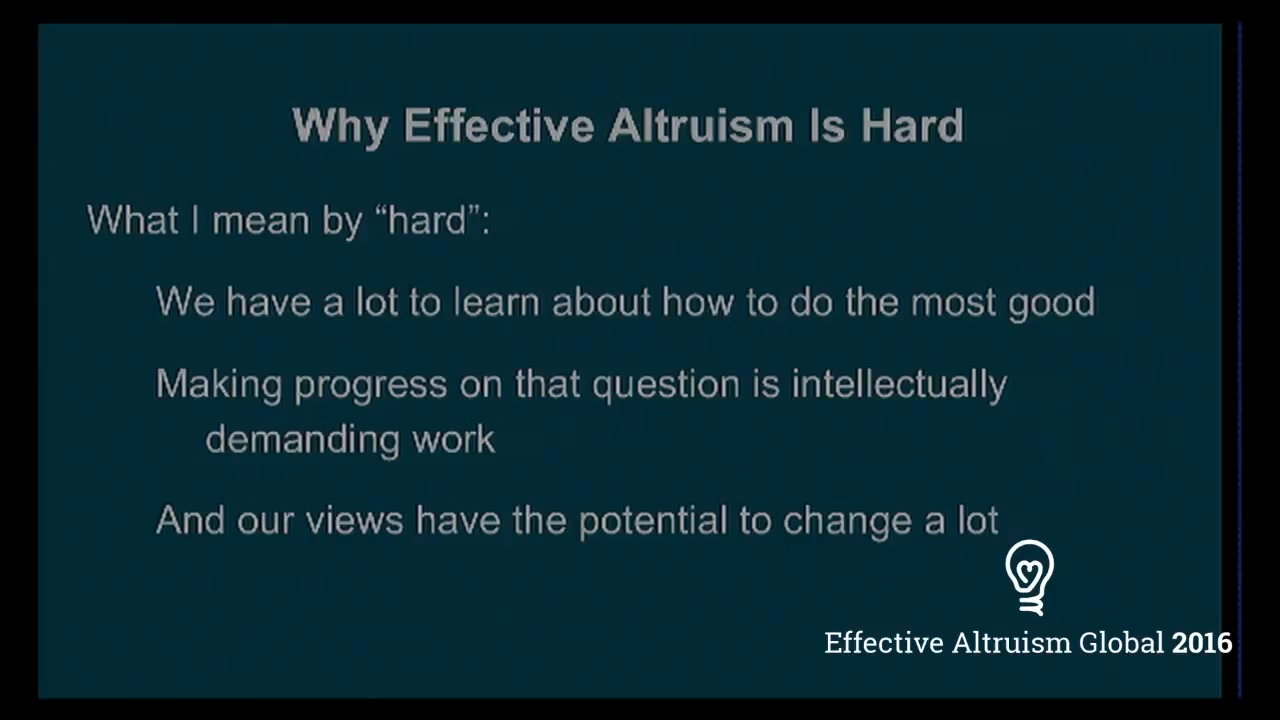 Why Effective Altruism Is Hard
What I mean by “hard”:
We have a lot to learn about how to do the most good
Making progress on that question is intellectually
demanding work
And our views have the potential to change a lot
Effective Altruism Global 2016